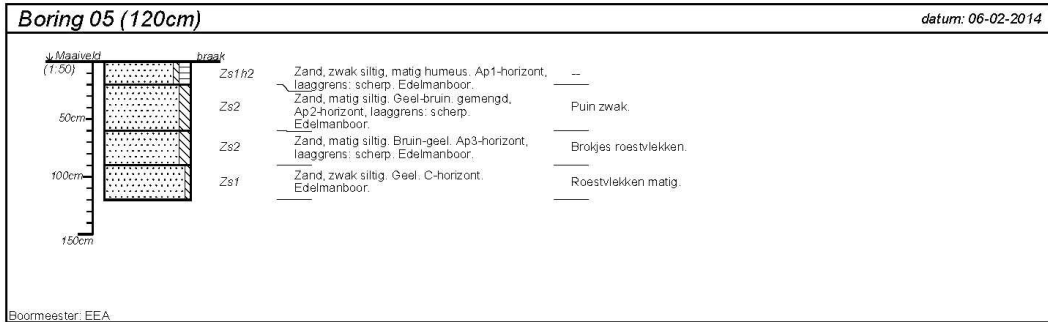 Boring 05 (120cm) datum: 06-02-2014
Maaiveld braak
(1:50)
Zs1h2 Zand, zwak siltig, matig humeus. Ap1-horizont, --
laaggrens: scherp. Edelmanboor.
Zs2 Zand, matig siltig. Geel-bruin. gemengd, Puin zwak.
Ap2-horizont, laaggrens: scherp.
Edelmanboor.
50cm
Zs2 Zand, matig siltig. Bruin-geel. Ap3-horizont, Brokjes roestvlekken.
laaggrens: scherp. Edelmanboor.
100cm Zs1 Zand, zwak siltig. Geel. C-horizont. Roestvlekken matig.
Edelmanboor.
150cm
Boormeester: EEA